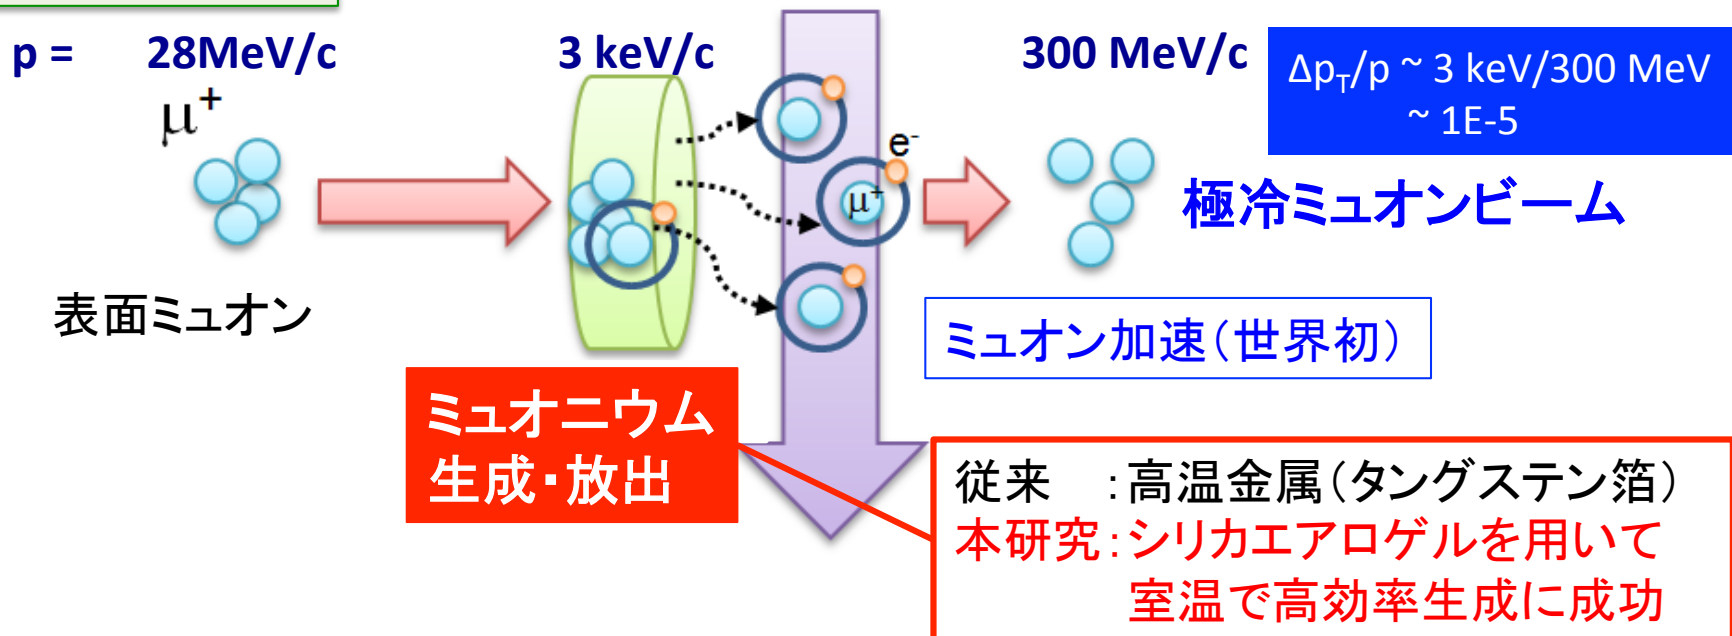 p = 28MeV/c 3 keV/c 300 MeV/c
Δp_T/p ~ 3 keV/300 MeV
~ 1E-5
μ⁺
e⁻
μ⁺
極冷ミュオンビーム
表面ミュオン
ミュオン加速（世界初）
ミュオニウム
生成・放出
従来　：高温金属（タングステン箔）
本研究：シリカエアロゲルを用いて
室温で高効率生成に成功